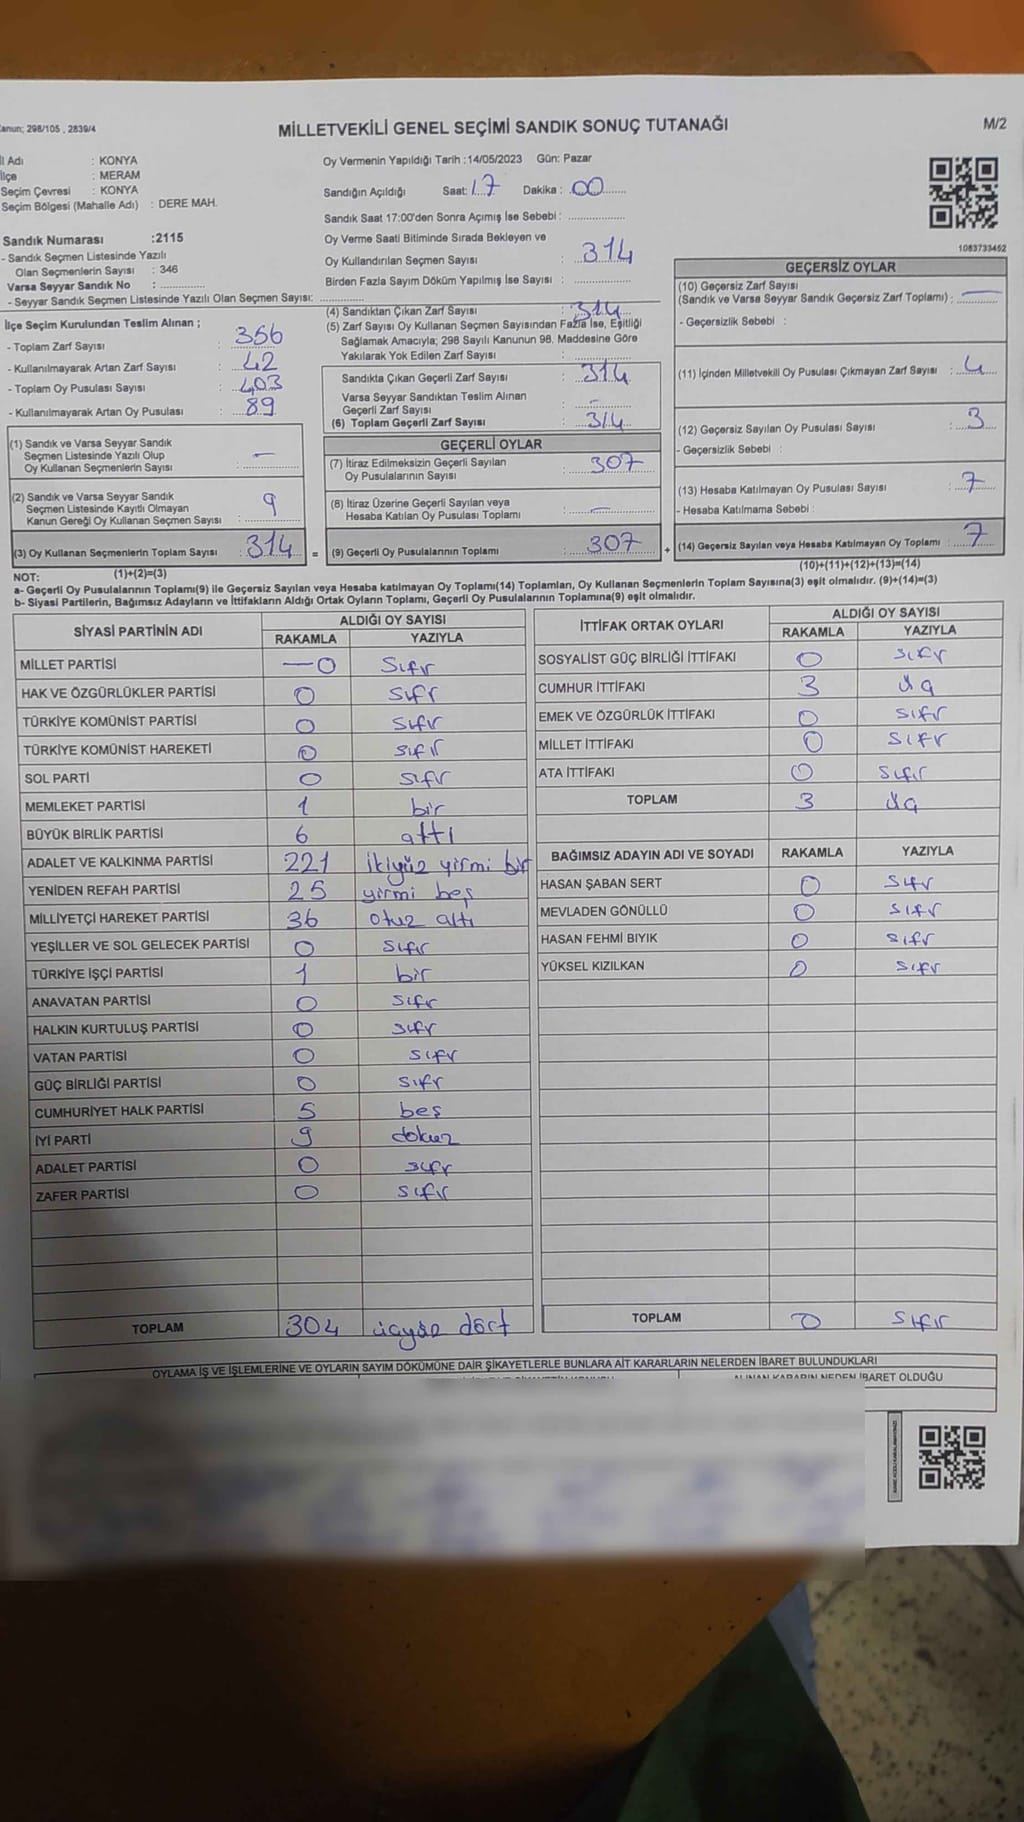 Kanun; 298/105 , 2839/4
MİLLETVEKİLİ GENEL SEÇİMİ SANDIK SONUÇ TUTANAĞI
M/2
İl Adı : KONYA
İlçe : MERAM
Seçim Çevresi : KONYA
Seçim Bölgesi (Mahalle Adı) : DERE MAH.
Sandık Numarası :2115
- Sandık Seçmen Listesinde Yazılı
Olan Seçmenlerin Sayısı : 346
Varsa Seyyar Sandık No :
- Seyyar Sandık Seçmen Listesinde Yazılı Olan Seçmen Sayısı:
Oy Vermenin Yapıldığı Tarih :14/05/2023 Gün: Pazar
Sandığın Açıldığı Saat: 17 Dakika : 00
Sandık Saat 17:00'den Sonra Açımış İse Sebebi :
Oy Verme Saati Bitiminde Sırada Bekleyen ve
Oy Kullandırılan Seçmen Sayısı : 314
Birden Fazla Sayım Döküm Yapılmış İse Sayısı :
1083733452
İlçe Seçim Kurulundan Teslim Alınan ;
- Toplam Zarf Sayısı : 356
- Kullanılmayarak Artan Zarf Sayısı : 42
- Toplam Oy Pusulası Sayısı : 403
- Kullanılmayarak Artan Oy Pusulası : 89
(1) Sandık ve Varsa Seyyar Sandık
Seçmen Listesinde Yazılı Olup
Oy Kullanan Seçmenlerin Sayısı : -
(2) Sandık ve Varsa Seyyar Sandık
Seçmen Listesinde Kayıtlı Olmayan
Kanun Gereği Oy Kullanan Seçmen Sayısı : 9
(3) Oy Kullanan Seçmenlerin Toplam Sayısı : 314 =
(4) Sandıktan Çıkan Zarf Sayısı : 314
(5) Zarf Sayısı Oy Kullanan Seçmen Sayısından Fazla İse, Eşitliği
Sağlamak Amacıyla; 298 Sayılı Kanunun 98. Maddesine Göre
Yakılarak Yok Edilen Zarf Sayısı :
Sandıkta Çıkan Geçerli Zarf Sayısı : 314
Varsa Seyyar Sandıktan Teslim Alınan
Geçerli Zarf Sayısı : -
(6) Toplam Geçerli Zarf Sayısı : 314
GEÇERLİ OYLAR
(7) İtiraz Edilmeksizin Geçerli Sayılan
Oy Pusulalarının Sayısı : 307
(8) İtiraz Üzerine Geçerli Sayılan veya
Hesaba Katılan Oy Pusulası Toplamı : -
(9) Geçerli Oy Pusulalarının Toplamı : 307 +
GEÇERSİZ OYLAR
(10) Geçersiz Zarf Sayısı
(Sandık ve Varsa Seyyar Sandık Geçersiz Zarf Toplamı) : -
- Geçersizlik Sebebi :
(11) İçinden Milletvekili Oy Pusulası Çıkmayan Zarf Sayısı : 4
(12) Geçersiz Sayılan Oy Pusulası Sayısı : 3
- Geçersizlik Sebebi :
(13) Hesaba Katılmayan Oy Pusulası Sayısı : 7
- Hesaba Katılmama Sebebi :
(14) Geçersiz Sayılan veya Hesaba Katılmayan Oy Toplamı : 7
NOT: (1)+(2)=(3) (10)+(11)+(12)+(13)=(14)
a- Geçerli Oy Pusulalarının Toplamı(9) ile Geçersiz Sayılan veya Hesaba katılmayan Oy Toplamı(14) Toplamları, Oy Kullanan Seçmenlerin Toplam Sayısına(3) eşit olmalıdır. (9)+(14)=(3)
b- Siyasi Partilerin, Bağımsız Adayların ve İttifakların Aldığı Ortak Oyların Toplamı, Geçerli Oy Pusulalarının Toplamına(9) eşit olmalıdır.
SİYASİ PARTİNİN ADI ALDIĞI OY SAYISI
RAKAMLA YAZIYLA
MİLLET PARTİSİ —0 Sıfır
HAK VE ÖZGÜRLÜKLER PARTİSİ 0 Sıfır
TÜRKİYE KOMÜNİST PARTİSİ 0 Sıfır
TÜRKİYE KOMÜNİST HAREKETİ 0 sıfır
SOL PARTİ 0 sıfır
MEMLEKET PARTİSİ 1 bir
BÜYÜK BİRLİK PARTİSİ 6 altı
ADALET VE KALKINMA PARTİSİ 221 ikiyüz yirmi bir
YENİDEN REFAH PARTİSİ 25 yirmi beş
MİLLİYETÇİ HAREKET PARTİSİ 36 otuz altı
YEŞİLLER VE SOL GELECEK PARTİSİ 0 Sıfır
TÜRKİYE İŞÇİ PARTİSİ 1 bir
ANAVATAN PARTİSİ 0 sıfır
HALKIN KURTULUŞ PARTİSİ 0 sıfır
VATAN PARTİSİ 0 sıfır
GÜÇ BİRLİĞİ PARTİSİ 0 sıfır
CUMHURİYET HALK PARTİSİ 5 beş
İYİ PARTİ 9 dokuz
ADALET PARTİSİ 0 sıfır
ZAFER PARTİSİ 0 sıfır
TOPLAM 304 üçyüz dört
İTTİFAK ORTAK OYLARI ALDIĞI OY SAYISI
RAKAMLA YAZIYLA
SOSYALİST GÜÇ BİRLİĞİ İTTİFAKI 0 sıfır
CUMHUR İTTİFAKI 3 üç
EMEK VE ÖZGÜRLÜK İTTİFAKI 0 sıfır
MİLLET İTTİFAKI 0 sıfır
ATA İTTİFAKI 0 sıfır
TOPLAM 3 üç
BAĞIMSIZ ADAYIN ADI VE SOYADI RAKAMLA YAZIYLA
HASAN ŞABAN SERT 0 sıfır
MEVLADEN GÖNÜLLÜ 0 sıfır
HASAN FEHMİ BIYIK 0 sıfır
YÜKSEL KIZILKAN 0 sıfır
TOPLAM 0 sıfır
OYLAMA İŞ VE İŞLEMLERİNE VE OYLARIN SAYIM DÖKÜMÜNE DAİR ŞİKAYETLERLE BUNLARA AİT KARARLARIN NELERDEN İBARET BULUNDUKLARI
ALINAN KARARIN NEDEN İBARET OLDUĞU